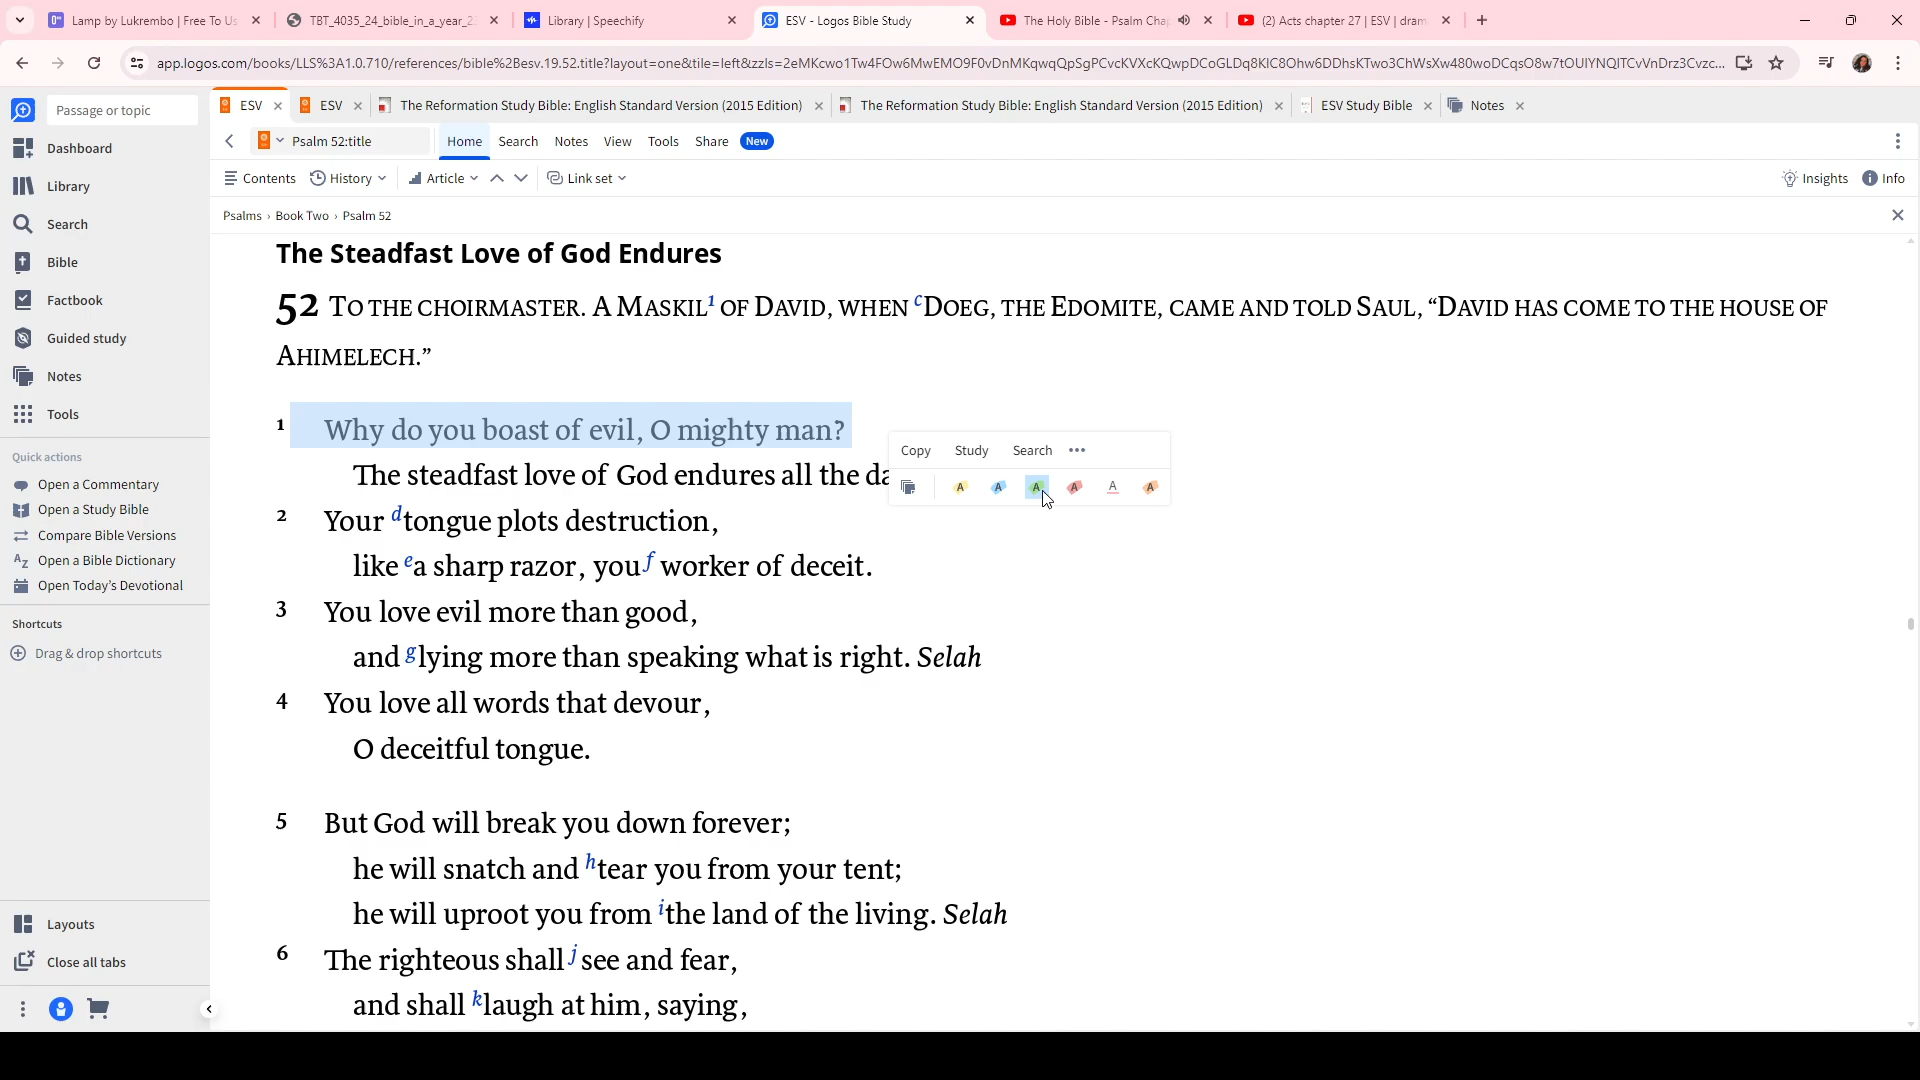 Lamp by Lukrembo | Free To Us
TBT_4035_24_bible_in_a_year_2
Library | Speechify
ESV - Logos Bible Study
The Holy Bible - Psalm Cha
(2) Acts chapter 27 | ESV | dram
app.logos.com/books/LLS%3A1.0.710/references/bible%2Besv.19.52.title?layout=one&tile=left&zzls=2eMKcwo1Tw4FOw6MwEMO9F0vDnMKqwqQpSgPCvcKVXcKQwpDCoGLDq8KlC8Ohw6DDhsKTwo3ChWsXw480woDCqsO8w7tOUlYNQlTCvVnDrz3Cvzc...
ESV
ESV
The Reformation Study Bible: English Standard Version (2015 Edition)
The Reformation Study Bible: English Standard Version (2015 Edition)
ESV Study Bible
Notes
Passage or topic
Psalm 52:title
Home
Search
Notes
View
Tools
Share
New
Contents
History
Article
Link set
Insights
Info
Psalms › Book Two › Psalm 52
Dashboard
Library
Search
Bible
Factbook
Guided study
Notes
Tools
Quick actions
Open a Commentary
Open a Study Bible
Compare Bible Versions
Open a Bible Dictionary
Open Today's Devotional
Shortcuts
Drag & drop shortcuts
Layouts
Close all tabs
The Steadfast Love of God Endures
52 To the choirmaster. A Maskil1 of David, when cDoeg, the Edomite, came and told Saul, “David has come to the house of
Ahimelech.”
1 Why do you boast of evil, O mighty man?
The steadfast love of God endures all the da
2 Your dtongue plots destruction,
like ea sharp razor, youf worker of deceit.
3 You love evil more than good,
and glying more than speaking what is right. Selah
4 You love all words that devour,
O deceitful tongue.
5 But God will break you down forever;
he will snatch and htear you from your tent;
he will uproot you from ithe land of the living. Selah
6 The righteous shall jsee and fear,
and shall klaugh at him, saying,
Copy
Study
Search
A A A A A A